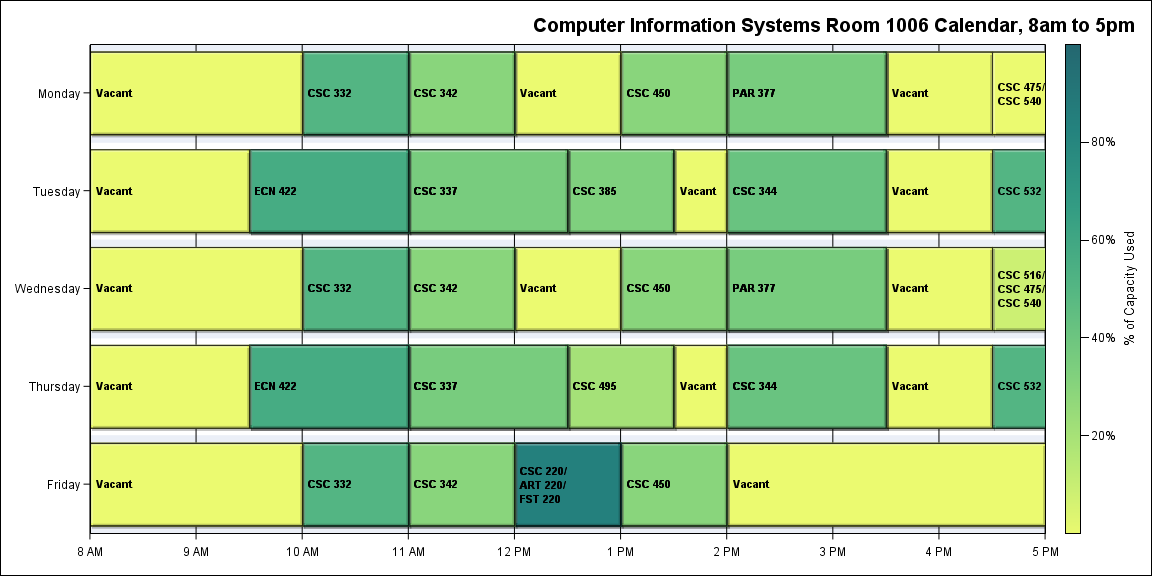 Computer Information Systems Room 1006 Calendar, 8am to 5pm
Monday
Vacant
CSC 332
CSC 342
Vacant
CSC 450
PAR 377
Vacant
CSC 475/
CSC 540
Tuesday
Vacant
ECN 422
CSC 337
CSC 385
Vacant
CSC 344
Vacant
CSC 532
Wednesday
Vacant
CSC 332
CSC 342
Vacant
CSC 450
PAR 377
Vacant
CSC 516/
CSC 475/
CSC 540
Thursday
Vacant
ECN 422
CSC 337
CSC 495
Vacant
CSC 344
Vacant
CSC 532
Friday
Vacant
CSC 332
CSC 342
CSC 220/
ART 220/
FST 220
CSC 450
Vacant
8 AM
9 AM
10 AM
11 AM
12 PM
1 PM
2 PM
3 PM
4 PM
5 PM
80%
60%
40%
20%
% of Capacity Used